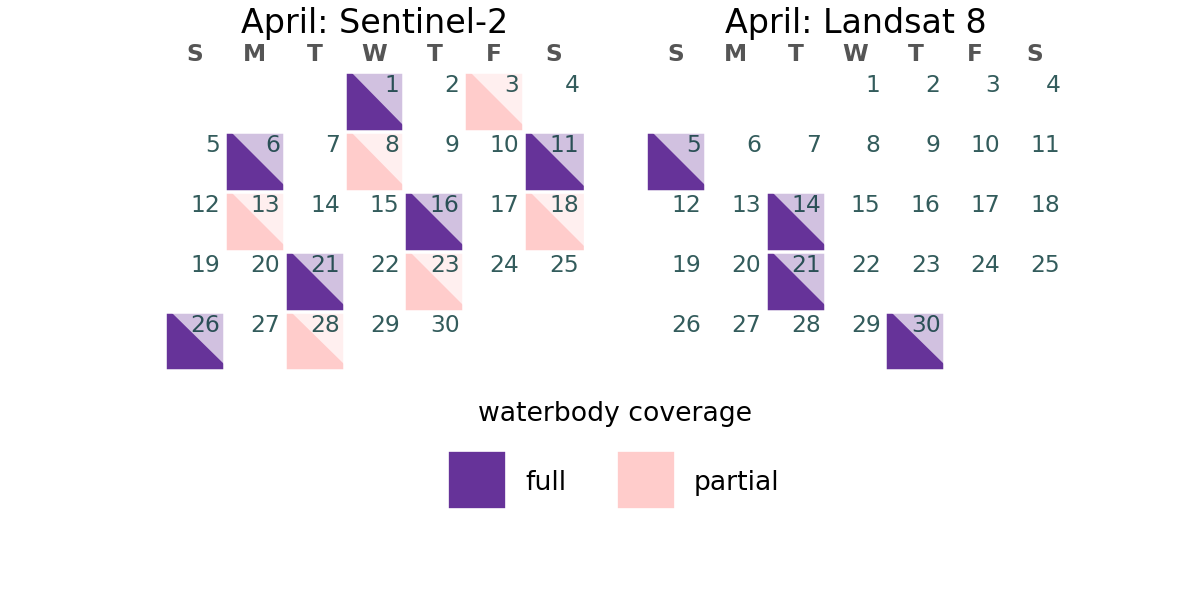 April: Sentinel-2
S M T W T F S
1 2 3 4
5 6 7 8 9 10 11
12 13 14 15 16 17 18
19 20 21 22 23 24 25
26 27 28 29 30
April: Landsat 8
S M T W T F S
1 2 3 4
5 6 7 8 9 10 11
12 13 14 15 16 17 18
19 20 21 22 23 24 25
26 27 28 29 30
waterbody coverage
full
partial